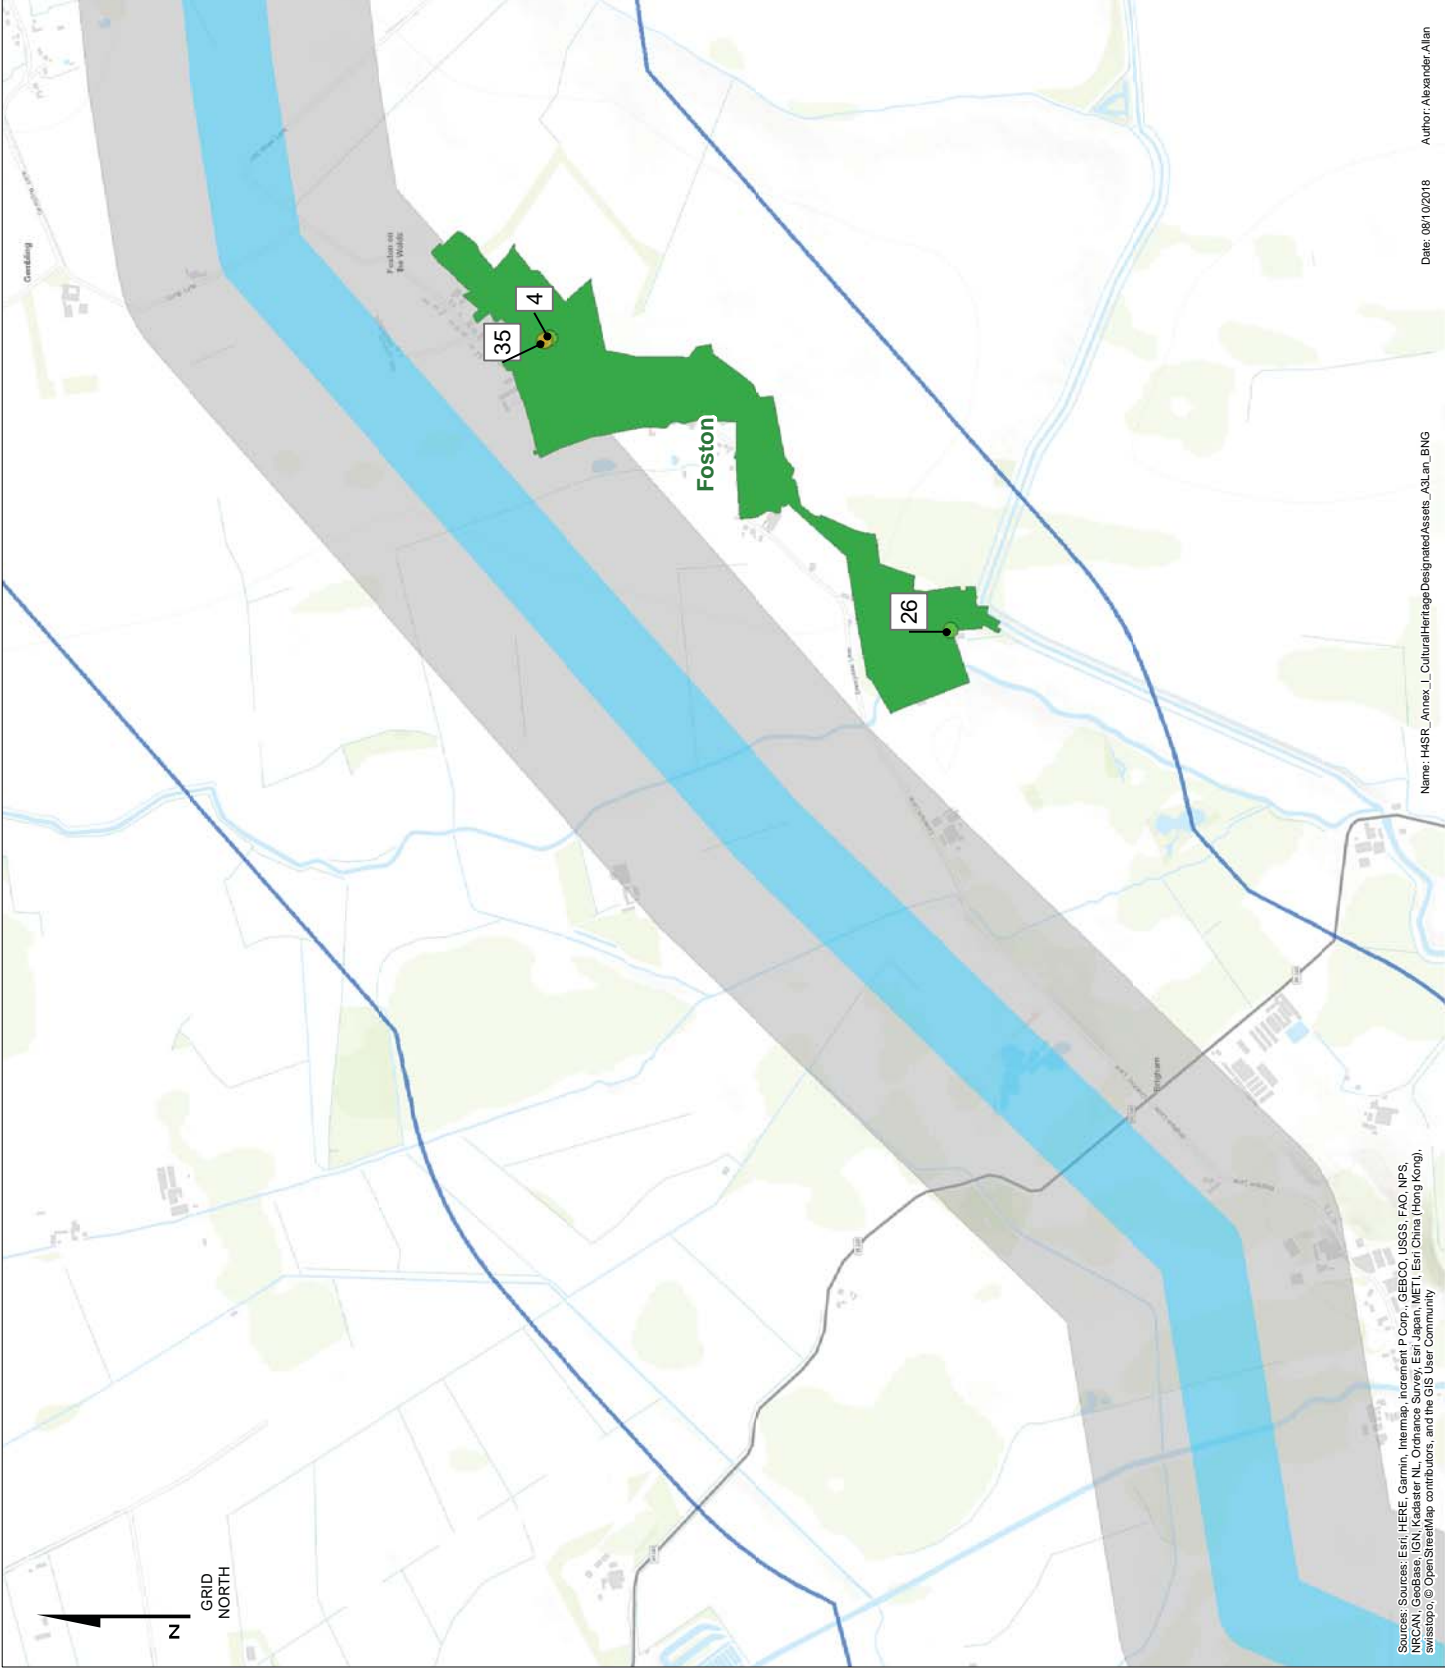 GRID
NORTH
N
Gembling
Foston on
the Wolds
35
4
Foston
26
Brigham
Sources: Sources: Esri, HERE, Garmin, Intermap, increment P Corp., GEBCO, USGS, FAO, NPS,
NRCAN, GeoBase, IGN, Kadaster NL, Ordnance Survey, Esri Japan, METI, Esri China (Hong Kong),
swisstopo, © OpenStreetMap contributors, and the GIS User Community
Name: H4SR_Annex_I_CulturalHeritageDesignatedAssets_A3Lan_BNG
Date: 08/10/2018
Author: Alexander.Allan